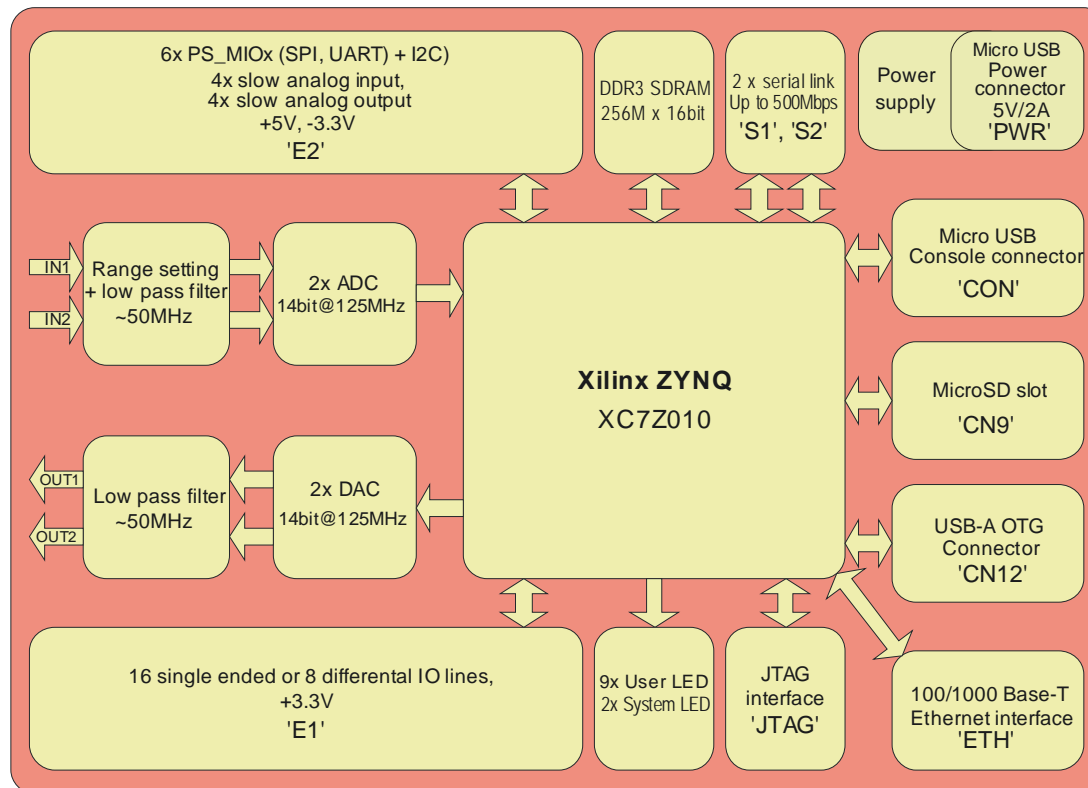 6x PS_MIOx (SPI, UART) + I2C)
4x slow analog input,
4x slow analog output
+5V, -3.3V
'E2'
DDR3 SDRAM
256M x 16bit
2 x serial link
Up to 500Mbps
'S1', 'S2'
Power
supply
Micro USB
Power
connector
5V/2A
'PWR'
IN1
IN2
Range setting
+ low pass filter
~50MHz
2x ADC
14bit@125MHz
Xilinx ZYNQ
XC7Z010
Micro USB
Console connector
'CON'
MicroSD slot
'CN9'
OUT1
OUT2
Low pass filter
~50MHz
2x DAC
14bit@125MHz
USB-A OTG
Connector
'CN12'
16 single ended or 8 differental IO lines,
+3.3V
'E1'
9x User LED
2x System LED
JTAG
interface
'JTAG'
100/1000 Base-T
Ethernet interface
'ETH'